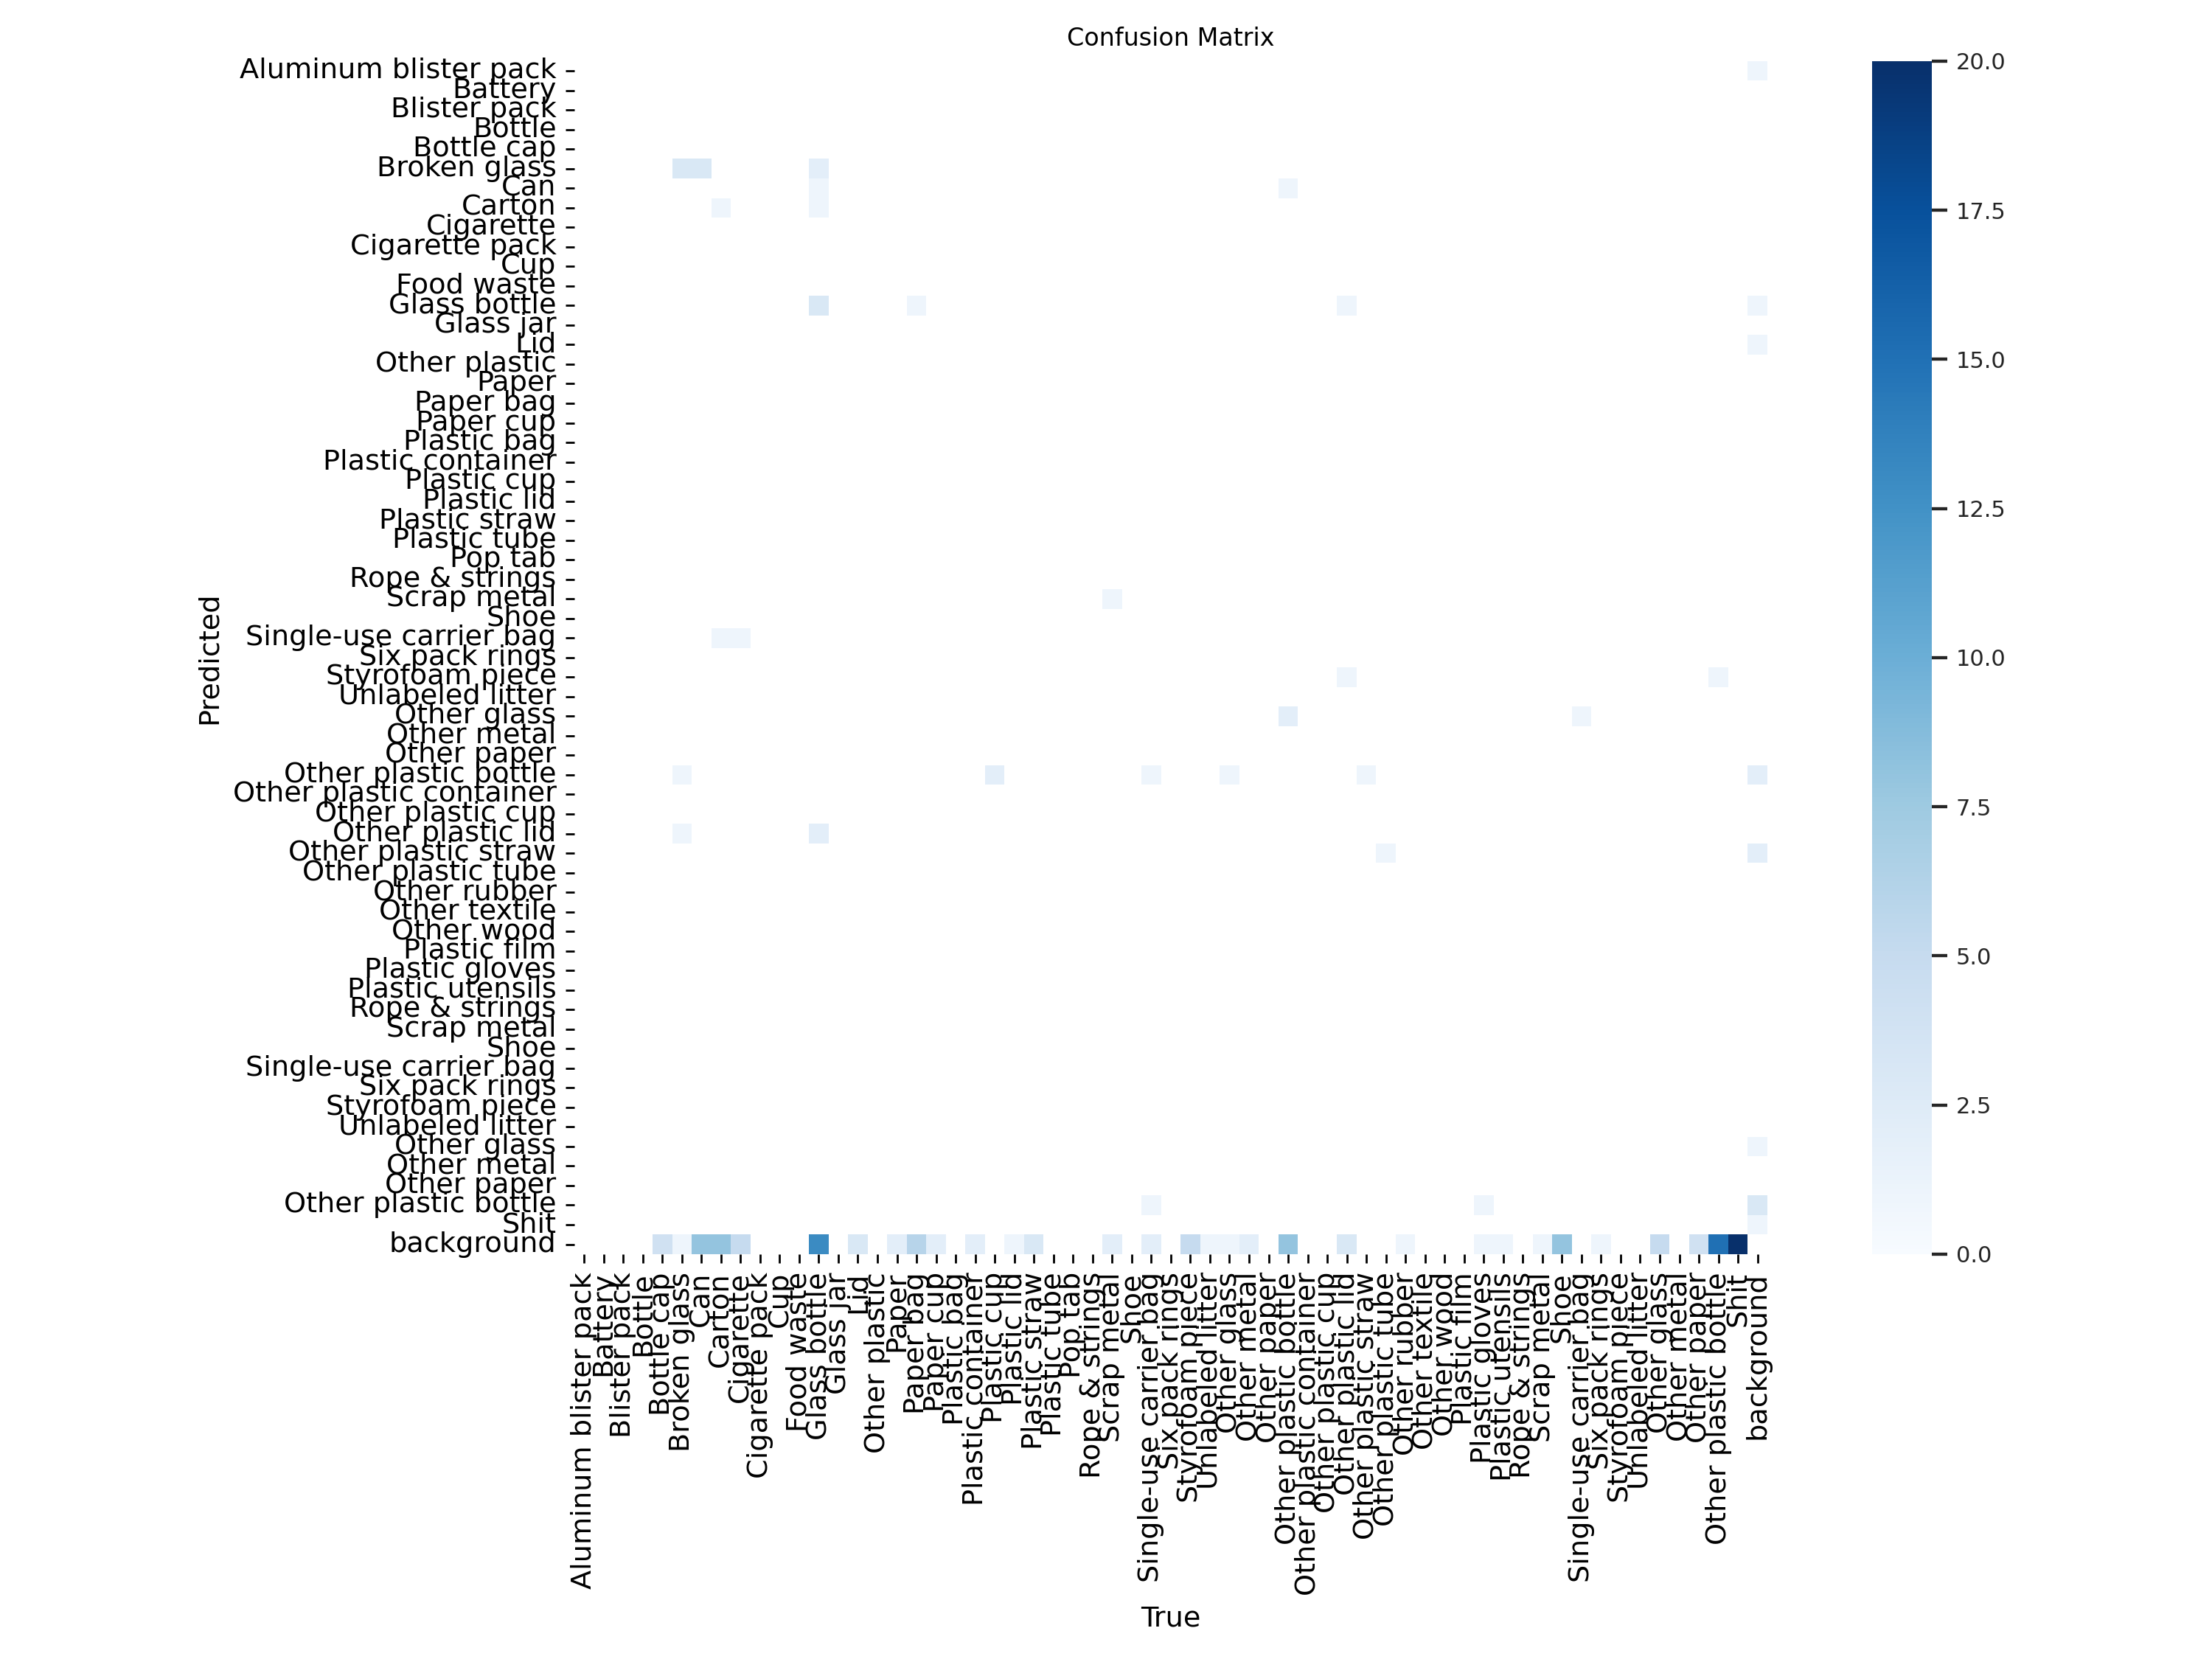 Confusion Matrix
Aluminum blister pack
Battery
Blister pack
Bottle
Bottle cap
Broken glass
Can
Carton
Cigarette
Cigarette pack
Cup
Food waste
Glass bottle
Glass jar
Lid
Other plastic
Paper
Paper bag
Paper cup
Plastic bag
Plastic container
Plastic cup
Plastic lid
Plastic straw
Plastic tube
Pop tab
Rope & strings
Scrap metal
Shoe
Single-use carrier bag
Six pack rings
Styrofoam piece
Unlabeled litter
Other glass
Other metal
Other paper
Other plastic bottle
Other plastic container
Other plastic cup
Other plastic lid
Other plastic straw
Other plastic tube
Other rubber
Other textile
Other wood
Plastic film
Plastic gloves
Plastic utensils
Rope & strings
Scrap metal
Shoe
Single-use carrier bag
Six pack rings
Styrofoam piece
Unlabeled litter
Other glass
Other metal
Other paper
Other plastic bottle
Shit
background
Predicted
Aluminum blister pack
Battery
Blister pack
Bottle
Bottle cap
Broken glass
Can
Carton
Cigarette
Cigarette pack
Cup
Food waste
Glass bottle
Glass jar
Lid
Other plastic
Paper
Paper bag
Paper cup
Plastic bag
Plastic container
Plastic cup
Plastic lid
Plastic straw
Plastic tube
Pop tab
Rope & strings
Scrap metal
Shoe
Single-use carrier bag
Six pack rings
Styrofoam piece
Unlabeled litter
Other glass
Other metal
Other paper
Other plastic bottle
Other plastic container
Other plastic cup
Other plastic lid
Other plastic straw
Other plastic tube
Other rubber
Other textile
Other wood
Plastic film
Plastic gloves
Plastic utensils
Rope & strings
Scrap metal
Shoe
Single-use carrier bag
Six pack rings
Styrofoam piece
Unlabeled litter
Other glass
Other metal
Other paper
Other plastic bottle
Shit
background
True
20.0
17.5
15.0
12.5
10.0
7.5
5.0
2.5
0.0